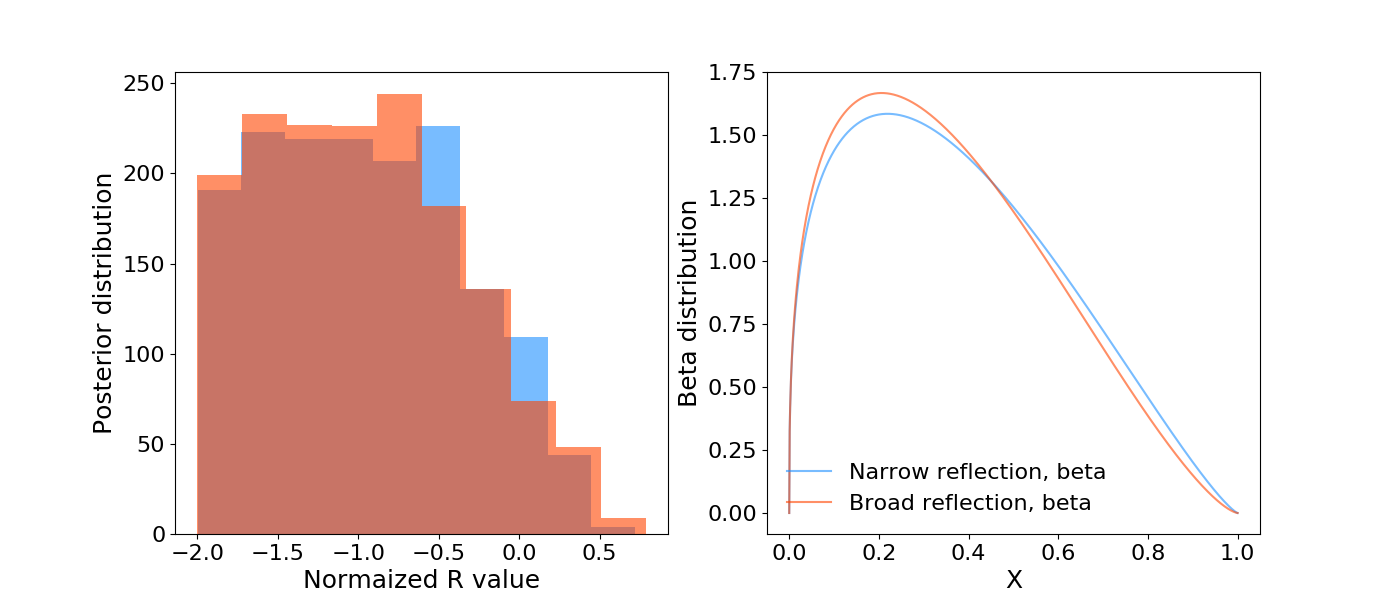 250
200
150
100
50
0
−2.0 −1.5 −1.0 −0.5 0.0 0.5
Normaized R value
Posterior distribution
1.75
1.50
1.25
1.00
0.75
0.50
0.25
0.00
0.0 0.2 0.4 0.6 0.8 1.0
X
Beta distribution
Narrow reflection, beta
Broad reflection, beta